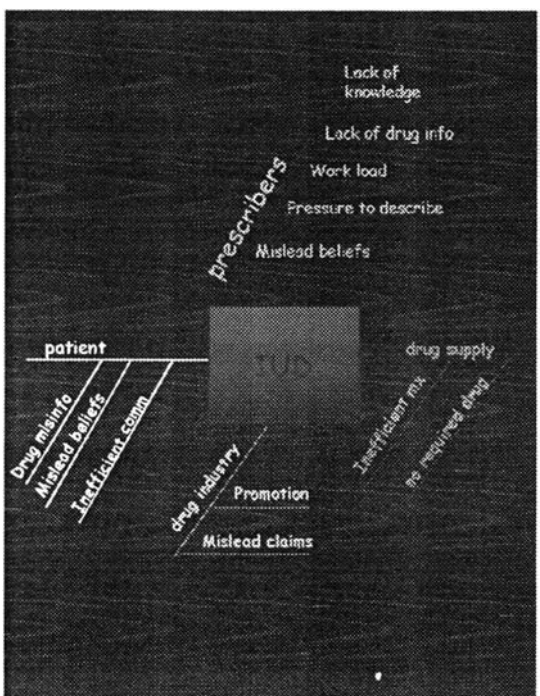 Lack of
knowledge
Lack of drug info
Work load
Pressure to describe
Mislead beliefs
prescribers
IUD
patient
Drug misinfo
Mislead beliefs
Inefficient comm
drug supply
Inefficient mx
no required drug
drug industry
Promotion
Mislead claims